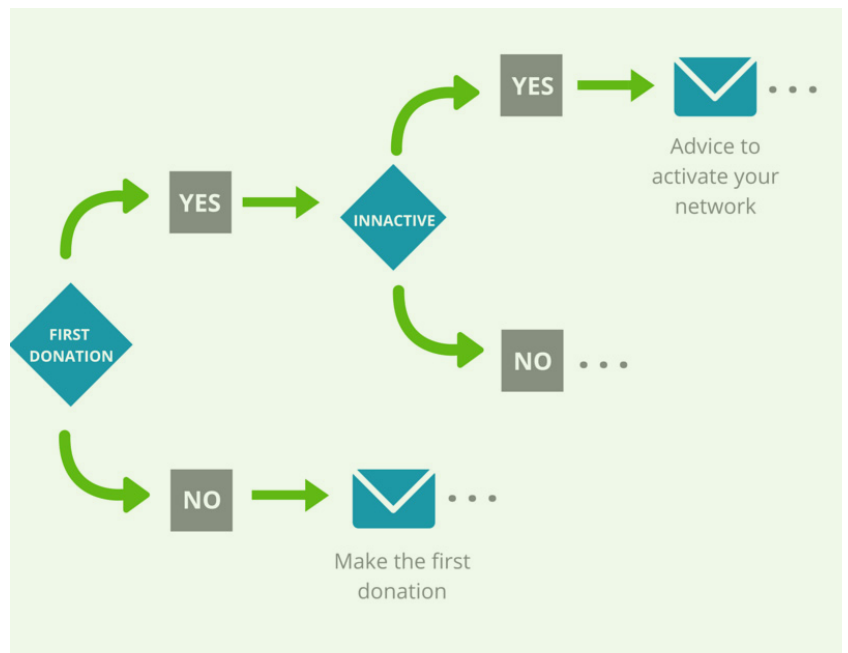 YES
Advice to
activate your
network
YES
INNACTIVE
FIRST
DONATION
NO
NO
Make the first
donation